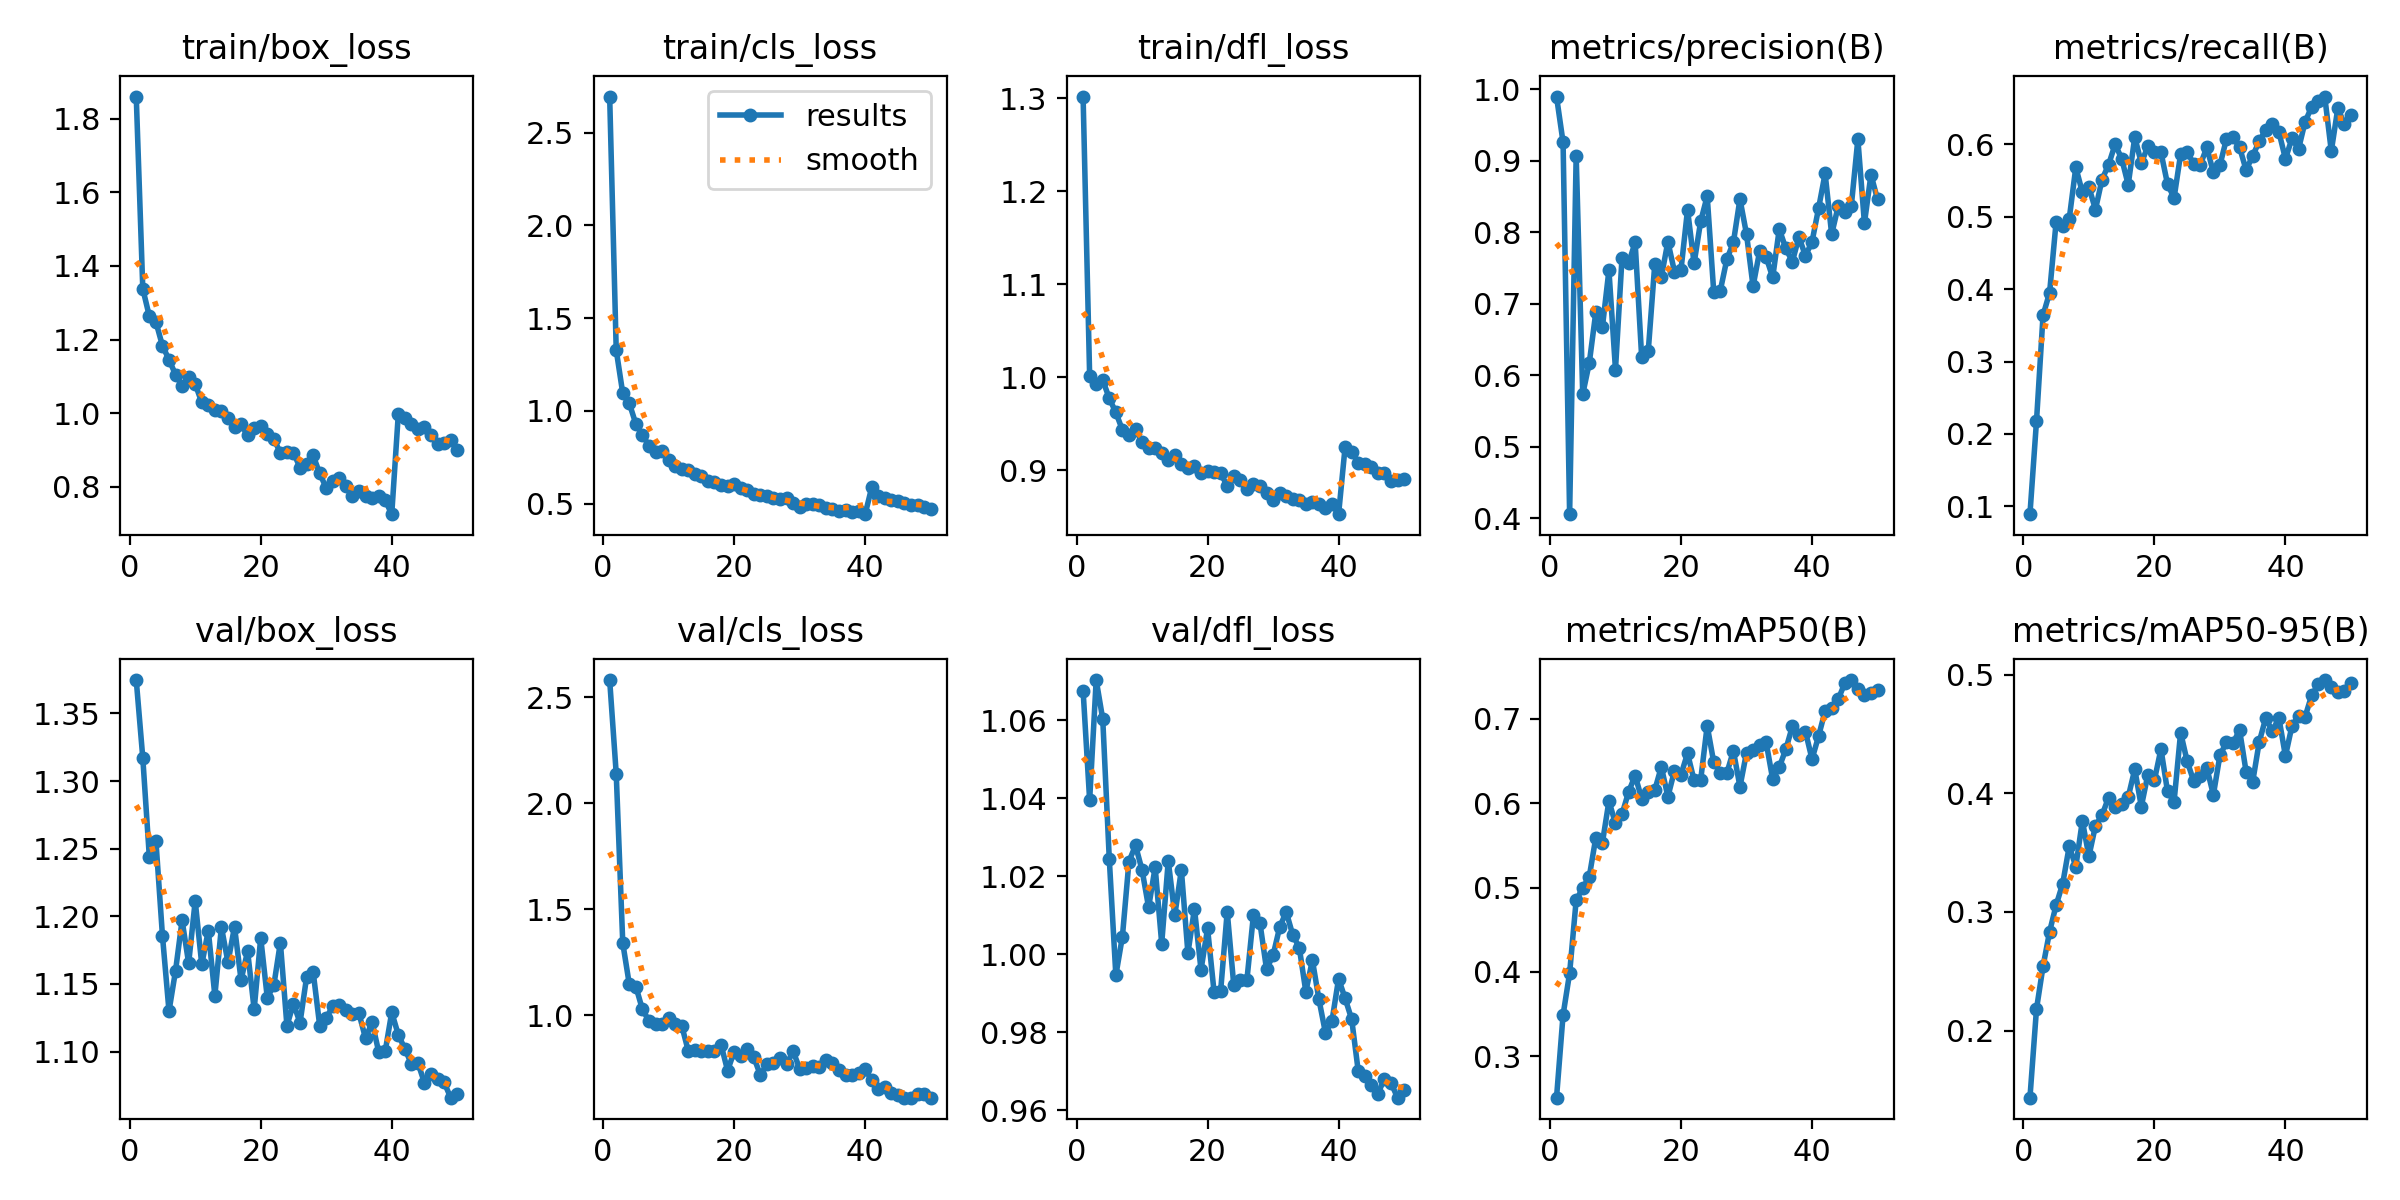 train/box_loss
1.8
1.6
1.4
1.2
1.0
0.8
0 20 40
train/cls_loss
results
smooth
2.5
2.0
1.5
1.0
0.5
0 20 40
train/dfl_loss
1.3
1.2
1.1
1.0
0.9
0 20 40
metrics/precision(B)
1.0
0.9
0.8
0.7
0.6
0.5
0.4
0 20 40
metrics/recall(B)
0.6
0.5
0.4
0.3
0.2
0.1
0 20 40
val/box_loss
1.35
1.30
1.25
1.20
1.15
1.10
0 20 40
val/cls_loss
2.5
2.0
1.5
1.0
0 20 40
val/dfl_loss
1.06
1.04
1.02
1.00
0.98
0.96
0 20 40
metrics/mAP50(B)
0.7
0.6
0.5
0.4
0.3
0 20 40
metrics/mAP50-95(B)
0.5
0.4
0.3
0.2
0 20 40